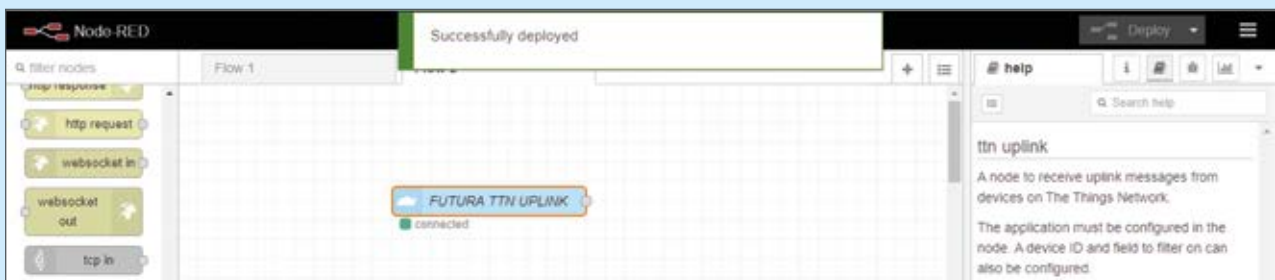 Node-RED
Successfully deployed
Deploy
filter nodes
Flow 1
help
Search help
http response
http request
websocket in
websocket out
tcp in
FUTURA TTN UPLINK
connected
ttn uplink
A node to receive uplink messages from
devices on The Things Network.
The application must be configured in the
node. A device ID and field to filter on can
also be configured.